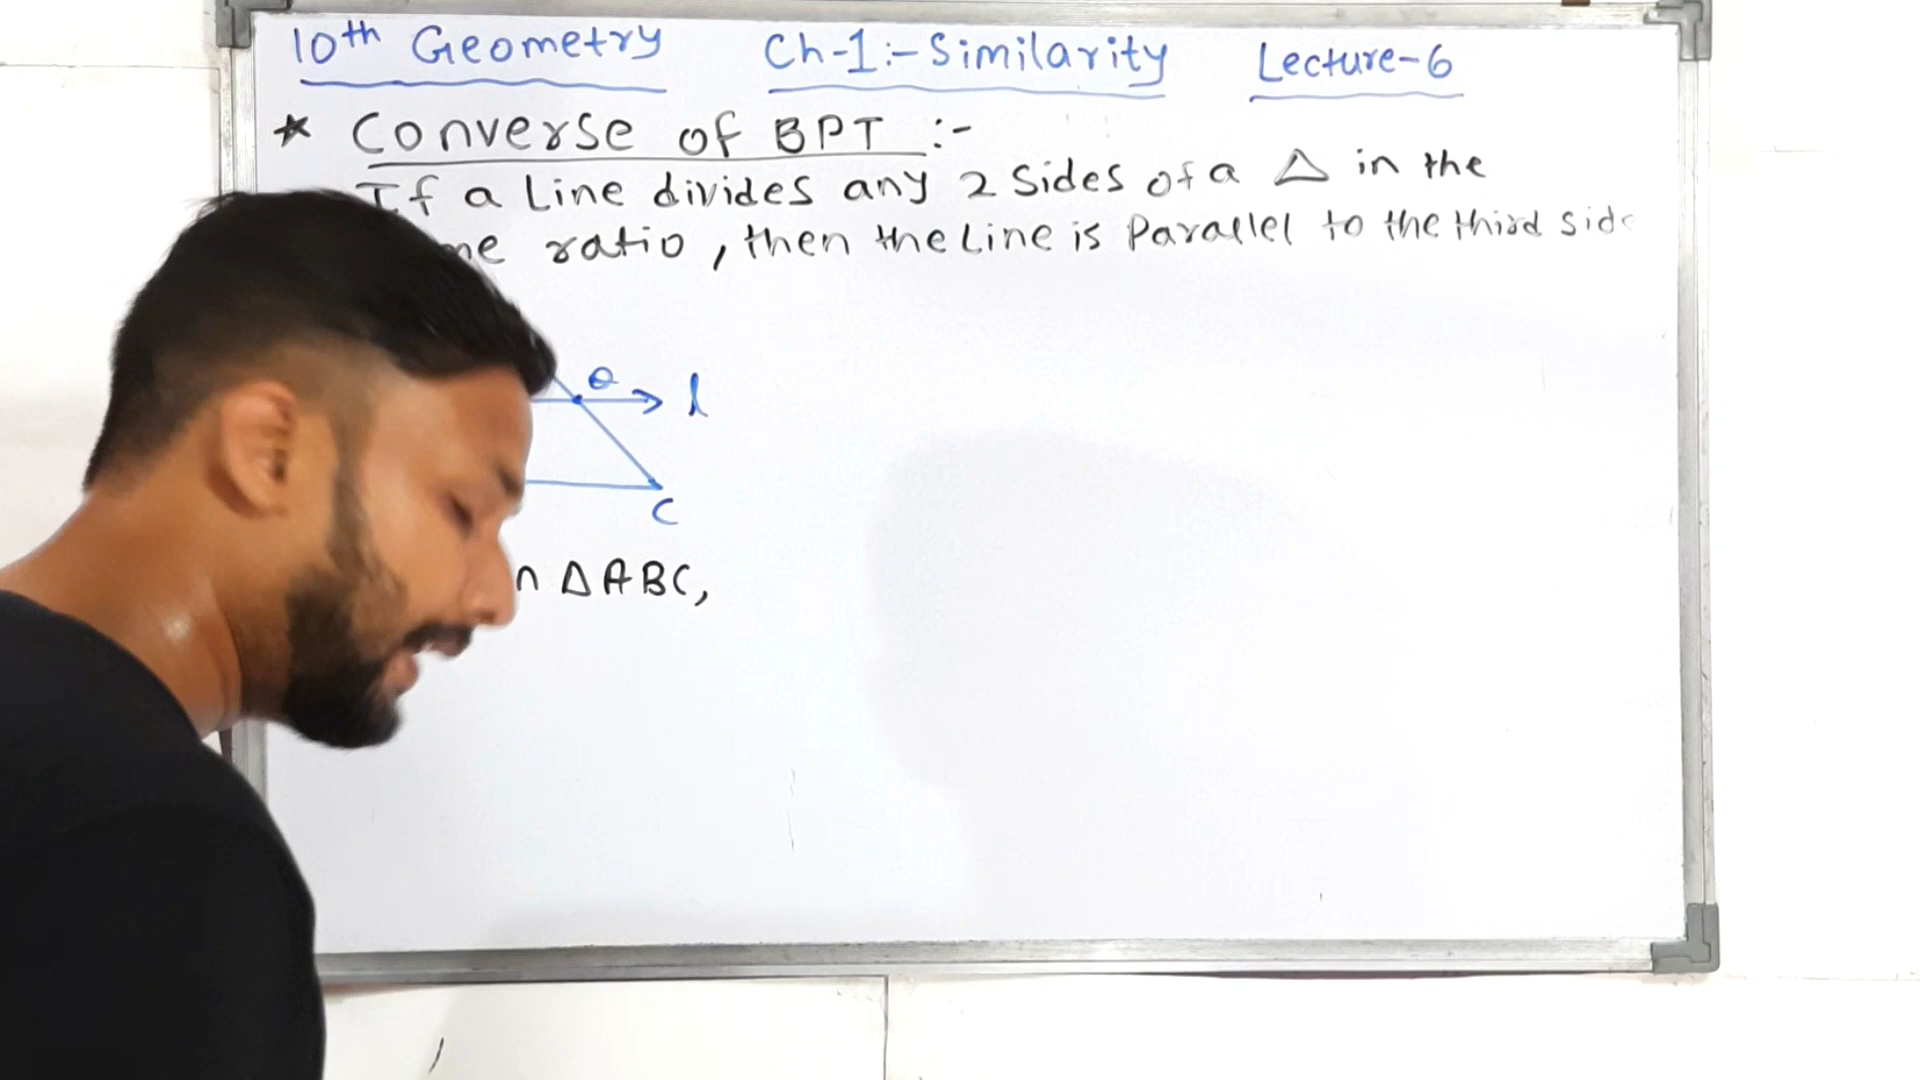 10th Geometry Ch-1:- Similarity Lecture-6
* Converse of BPT :-
If a Line divides any 2 Sides of a △ in the
ratio, then the Line is Parallel to the third side
Q
l
C
△ABC,